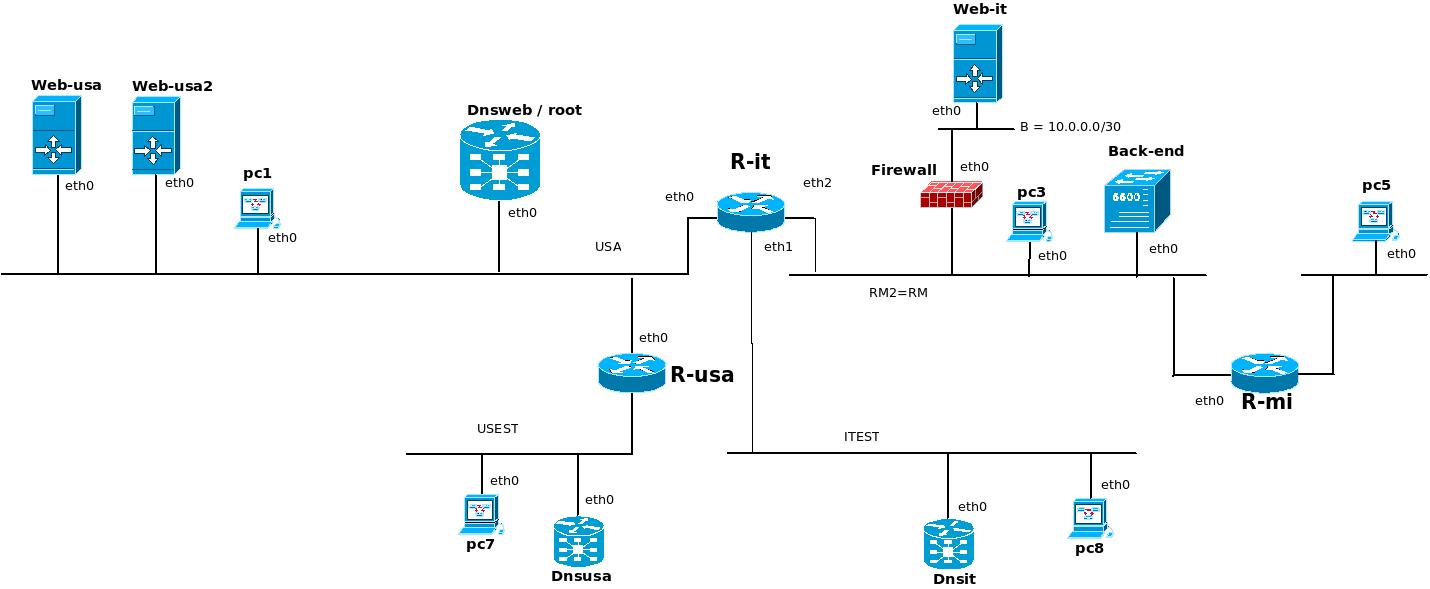 Web-it
eth0
B = 10.0.0.0/30
Web-usa
Web-usa2
Dnsweb / root
eth0
eth0
pc1
eth0
eth0
R-it
eth0
eth1
eth2
Firewall
eth0
pc3
eth0
Back-end
6600
eth0
pc5
eth0
USA
RM2=RM
eth0
R-usa
eth0
R-mi
USEST
ITEST
eth0
pc7
eth0
Dnsusa
eth0
Dnsit
eth0
pc8